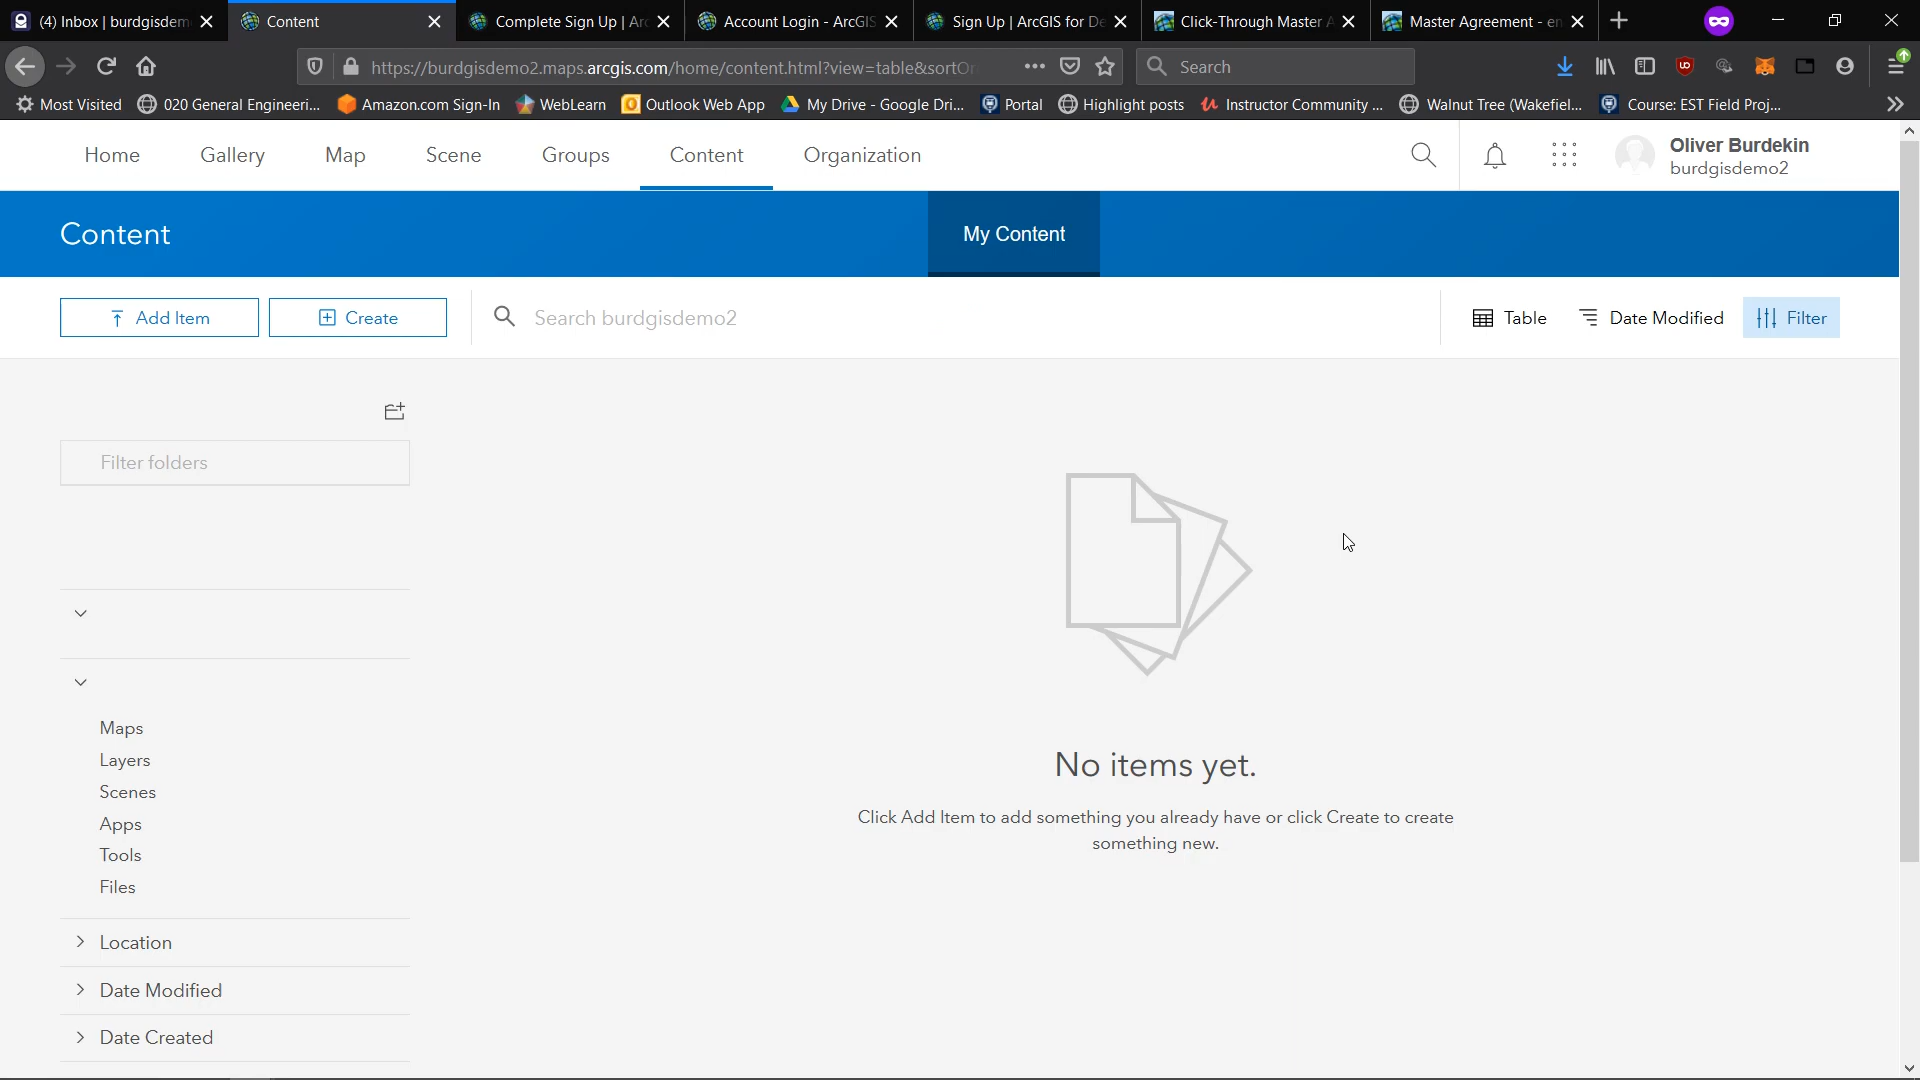 (4) Inbox | burdgisdem
Content
Complete Sign Up | Ar
Account Login - ArcGIS
Sign Up | ArcGIS for De
Click-Through Master A
Master Agreement - en
https://burdgisdemo2.maps.arcgis.com/home/content.html?view=table&sortOr
Search
Most Visited
020 General Engineeri...
Amazon.com Sign-In
WebLearn
Outlook Web App
My Drive - Google Dri...
Portal
Highlight posts
Instructor Community ...
Walnut Tree (Wakefiel...
Course: EST Field Proj...
Home
Gallery
Map
Scene
Groups
Content
Organization
Oliver Burdekin
burdgisdemo2
Content
My Content
Add Item
Create
Search burdgisdemo2
Table
Date Modified
Filter
Filter folders
Maps
Layers
Scenes
Apps
Tools
Files
Location
Date Modified
Date Created
No items yet.
Click Add Item to add something you already have or click Create to create
something new.